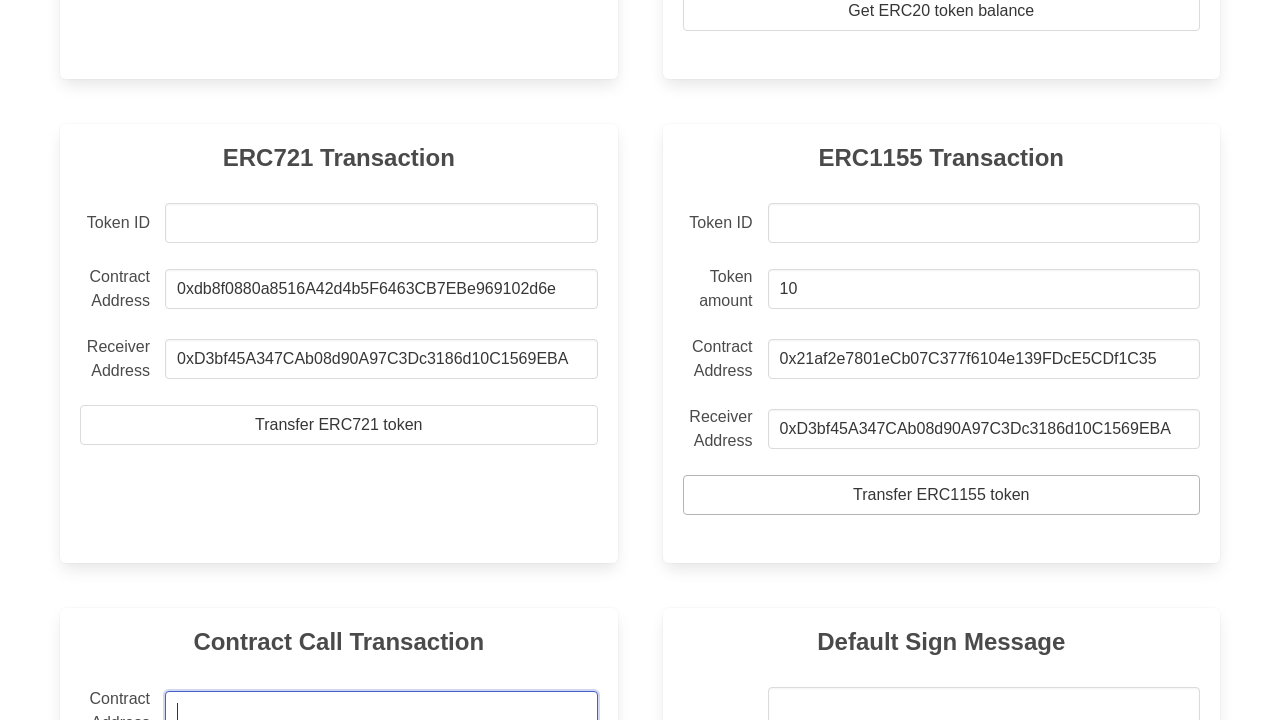 Get ERC20 token balance
ERC721 Transaction
Token ID
Contract Address
0xdb8f0880a8516A42d4b5F6463CB7EBe969102d6e
Receiver Address
0xD3bf45A347CAb08d90A97C3Dc3186d10C1569EBA
Transfer ERC721 token
ERC1155 Transaction
Token ID
Token amount
10
Contract Address
0x21af2e7801eCb07C377f6104e139FDcE5CDf1C35
Receiver Address
0xD3bf45A347CAb08d90A97C3Dc3186d10C1569EBA
Transfer ERC1155 token
Contract Call Transaction
Contract
Address
Default Sign Message